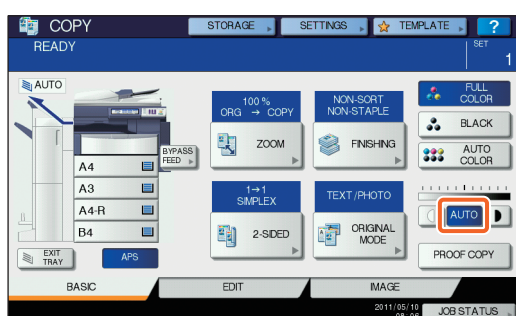 COPY
STORAGE
SETTINGS
TEMPLATE
?
READY
SET
1
AUTO
A4
A3
A4-R
B4
BYPASS
FEED
EXIT
TRAY
APS
100 %
ORG → COPY
ZOOM
NON-SORT
NON-STAPLE
FINISHING
1→1
SIMPLEX
2-SIDED
TEXT/PHOTO
ORIGINAL
MODE
FULL
COLOR
BLACK
AUTO
COLOR
AUTO
PROOF COPY
BASIC
EDIT
IMAGE
2011/05/10
JOB STATUS